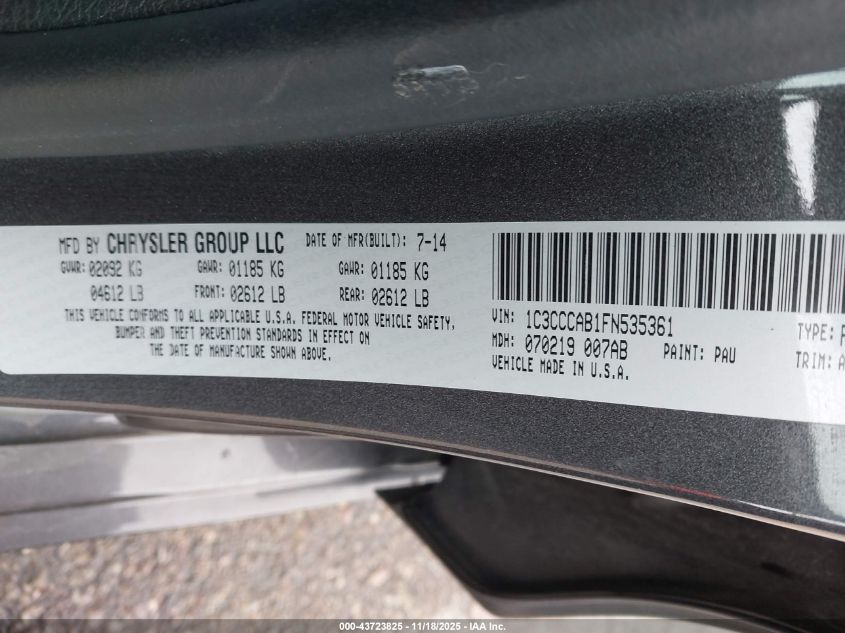 MFD BY CHRYSLER GROUP LLC DATE OF MFR(BUILT): 7-14
GVWR: 02092 KG GAWR: 01185 KG GAWR: 01185 KG
04612 LB FRONT: 02612 LB REAR: 02612 LB
THIS VEHICLE CONFORMS TO ALL APPLICABLE U.S.A. FEDERAL MOTOR VEHICLE SAFETY,
BUMPER AND THEFT PREVENTION STANDARDS IN EFFECT ON
THE DATE OF MANUFACTURE SHOWN ABOVE.
VIN: 1C3CCCAB1FN535361 TYPE:
MDH: 070219 007AB PAINT: PAU TRIM:
VEHICLE MADE IN U.S.A.
000-43723825 - 11/18/2025 - IAA Inc.